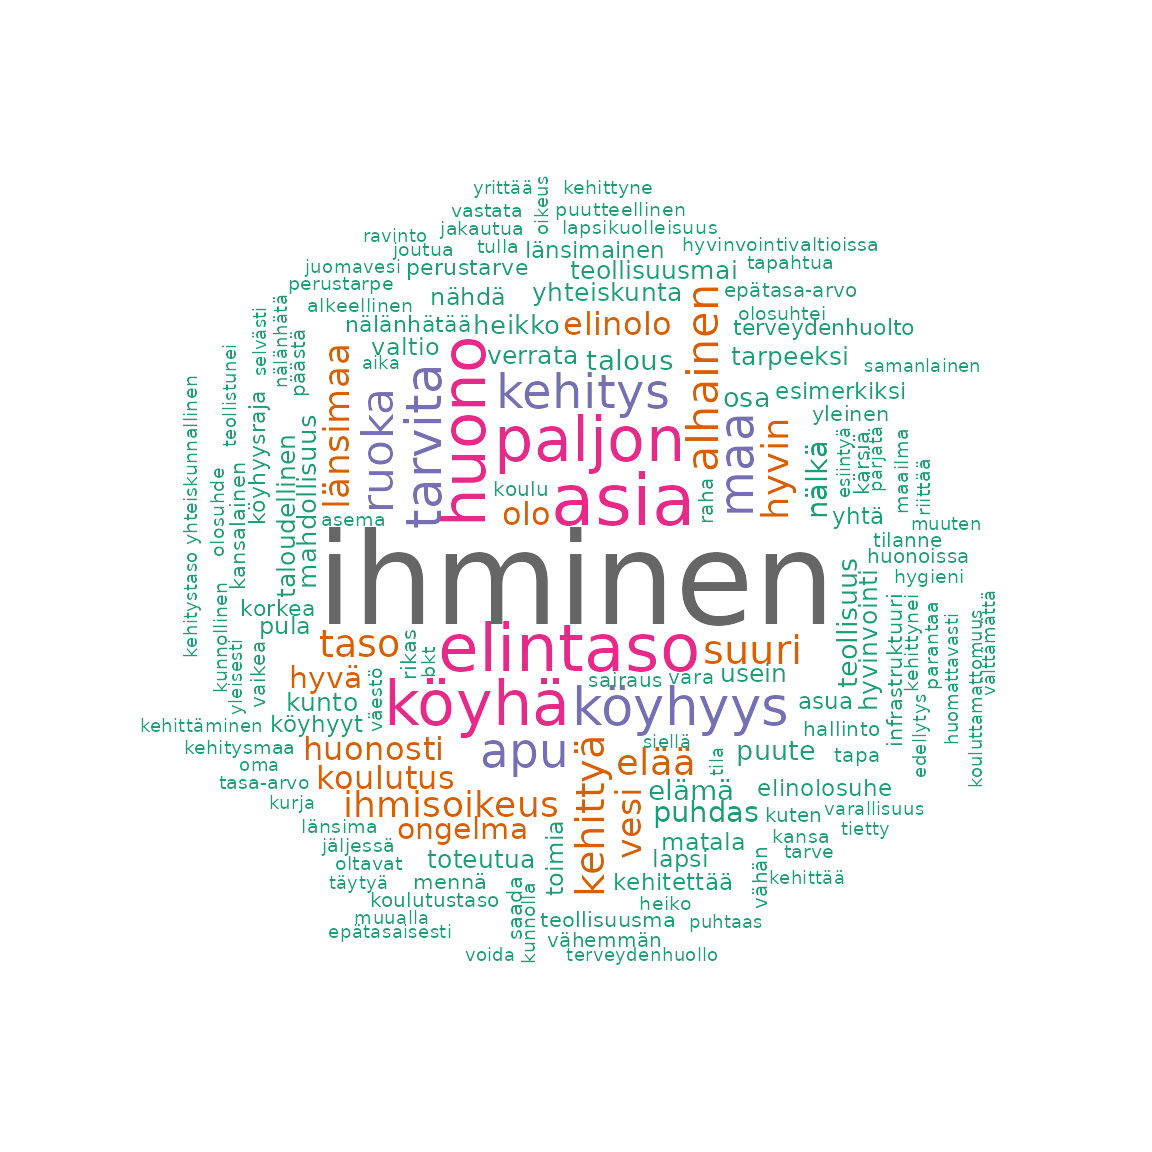 yrittää
oikeus
kehittyne
vastata
puutteellinen
jakautua
lapsikuolleisuus
ravinto
joutua
tulla
länsimainen
hyvinvointivaltioissa
juomavesi
perustarve
teollisuusmai
tapahtua
perustarpe
nähdä
yhteiskunta
epätasa-arvo
alkeellinen
nälänhätä
olosuhtei
nälänhätää
heikko
elinolo
alhainen
terveydenhuolto
selvästi
päästä
valtio
verrata
talous
tarpeeksi
aika
huono
samanlainen
teollistunei
länsimaa
tarvita
kehitys
osa
esimerkiksi
yhteiskunnallinen
köyhyysraja
ruoka
paljon
maa
hyvin
yleinen
taloudellinen
mahdollisuus
nälkä
esiintyä
kärsiä
pärjätä
maailma
riittää
kansalainen
olosuhde
koulu
asia
raha
asema
olo
yhtä
muuten
ihminen
tilanne
huonoissa
kehitystaso
hygieni
korkea
teollisuus
hyvinvointi
pula
kunnollinen
yleisesti
vaikea
taso
rikas
bkt
elintaso
suuri
infrastruktuuri
kehittynei
parantaa
huomattavasti
kouluttamattomuus
välttämättä
hyvä
väestö
köyhä
sairaus
vara
usein
kunto
köyhyys
asua
edellytys
kehittäminen
köyhyyt
hallinto
kehitysmaa
huonosti
apu
siellä
puute
tapa
oma
tila
tasa-arvo
koulutus
kehittyä
elää
elämä
elinolosuhe
kurja
ihmisoikeus
vesi
puhdas
kuten
varallisuus
länsima
ongelma
tietty
jäljessä
matala
kansa
oltavat
toteutua
toimia
lapsi
tarve
täytyä
mennä
kehitettää
vähän
kehittää
koulutustaso
saada
kunnolla
heiko
muualla
teollisuusma
puhtaas
epätasaisesti
vähemmän
voida
terveydenhuollo